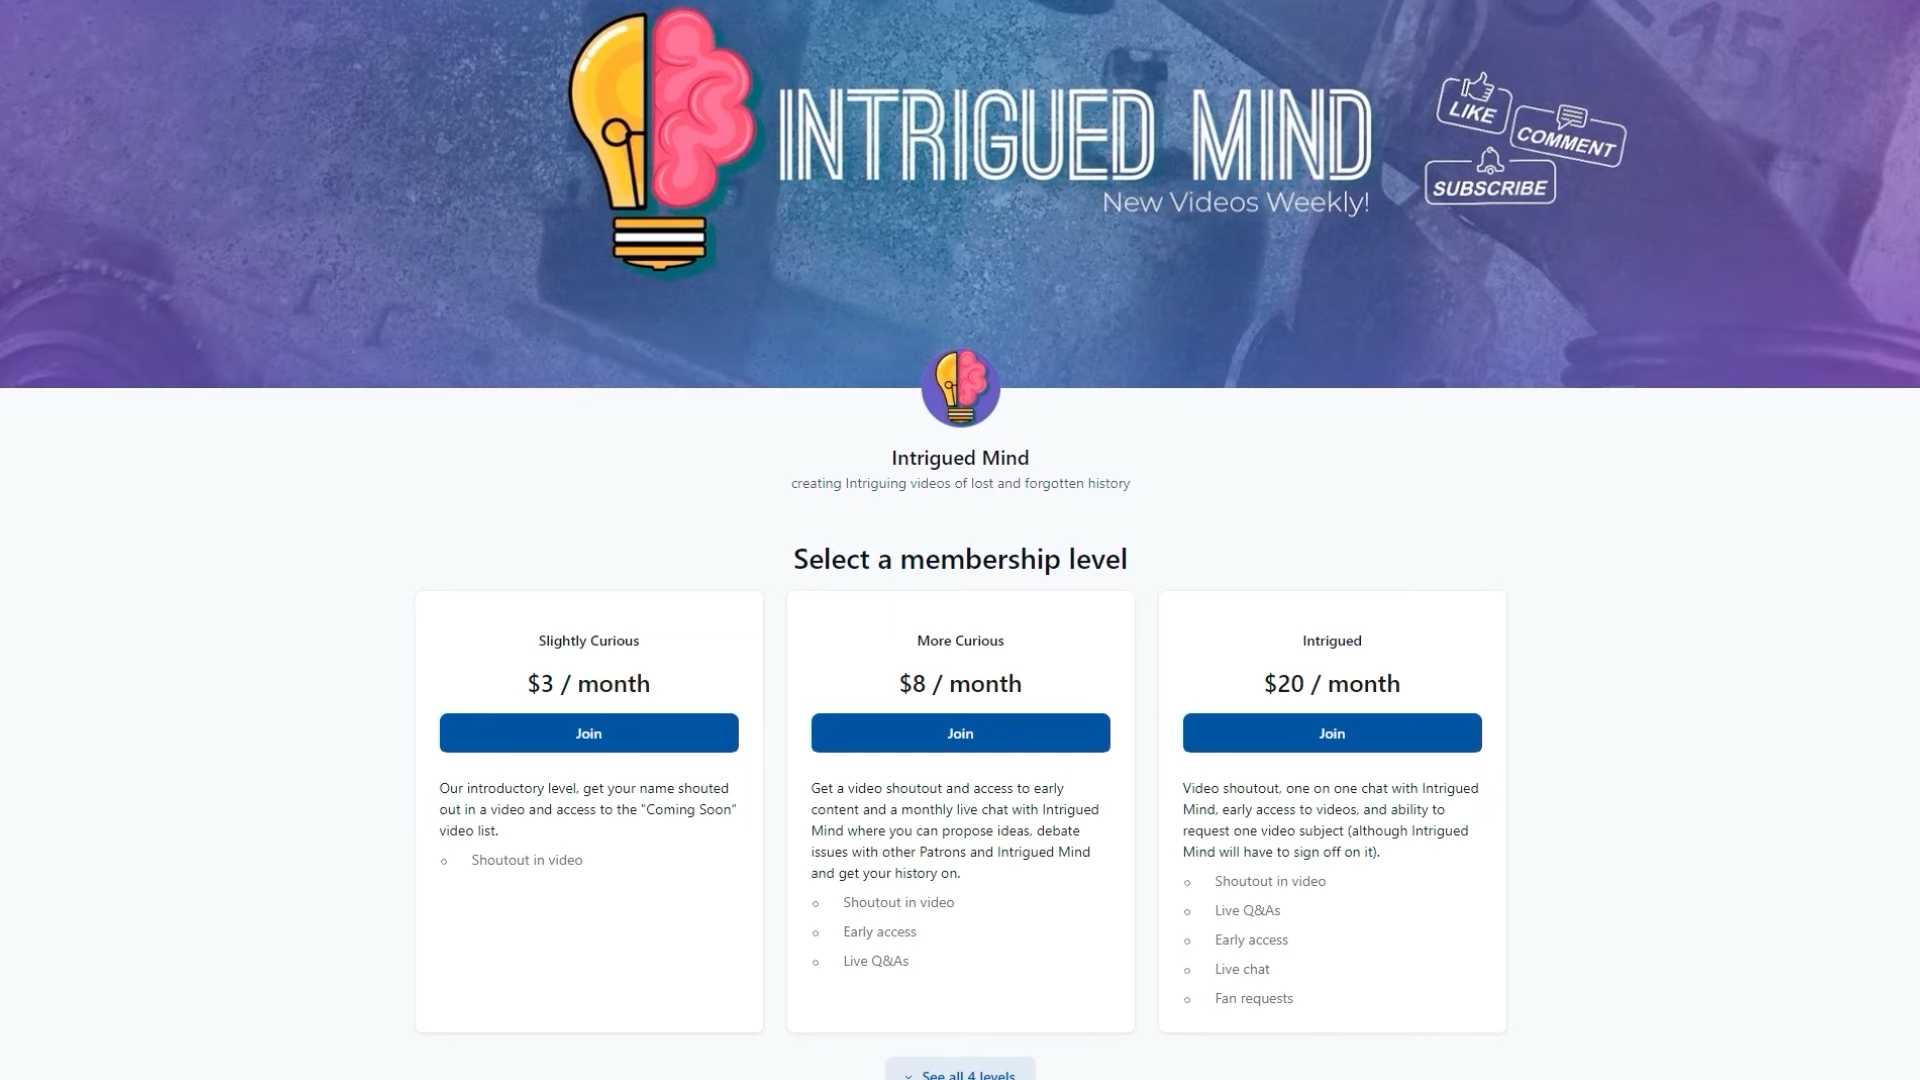 INTRIGUED MIND
New Videos Weekly!
LIKE
COMMENT
SUBSCRIBE
Intrigued Mind
creating Intriguing videos of lost and forgotten history
Select a membership level
Slightly Curious
$3 / month
Join
Our introductory level, get your name shouted
out in a video and access to the "Coming Soon"
video list.
Shoutout in video
More Curious
$8 / month
Join
Get a video shoutout and access to early
content and a monthly live chat with Intrigued
Mind where you can propose ideas, debate
issues with other Patrons and Intrigued Mind
and get your history on.
Shoutout in video
Early access
Live Q&As
Intrigued
$20 / month
Join
Video shoutout, one on one chat with Intrigued
Mind, early access to videos, and ability to
request one video subject (although Intrigued
Mind will have to sign off on it).
Shoutout in video
Live Q&As
Early access
Live chat
Fan requests
See all 4 levels